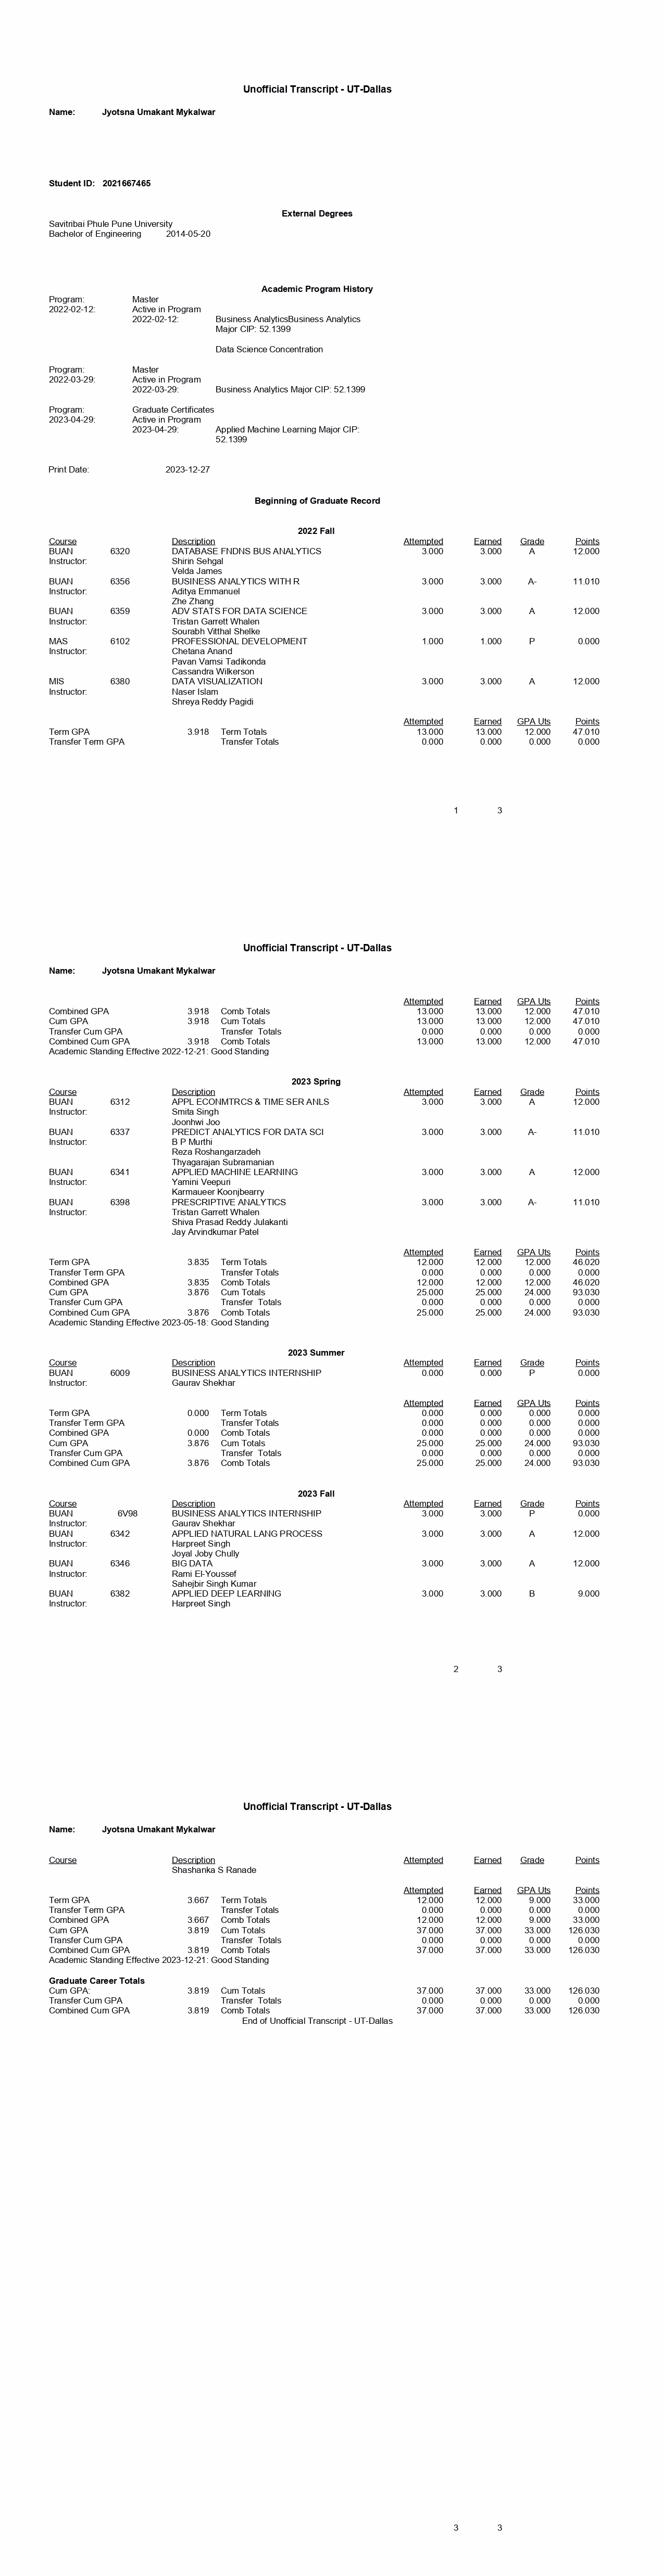 Unofficial Transcript - UT-Dallas
Name: Jyotsna Umakant Mykalwar
Student ID: 2021667465
External Degrees
Savitribai Phule Pune University
Bachelor of Engineering 2014-05-20
Academic Program History
Program: Master
2022-02-12: Active in Program
2022-02-12: Business AnalyticsBusiness Analytics
Major CIP: 52.1399
Data Science Concentration
Program: Master
2022-03-29: Active in Program
2022-03-29: Business Analytics Major CIP: 52.1399
Program: Graduate Certificates
2023-04-29: Active in Program
2023-04-29: Applied Machine Learning Major CIP:
52.1399
Print Date: 2023-12-27
Beginning of Graduate Record
2022 Fall
Course Description Attempted Earned Grade Points
BUAN 6320 DATABASE FNDNS BUS ANALYTICS 3.000 3.000 A 12.000
Instructor: Shirin Sehgal
Velda James
BUAN 6356 BUSINESS ANALYTICS WITH R 3.000 3.000 A- 11.010
Instructor: Aditya Emmanuel
Zhe Zhang
BUAN 6359 ADV STATS FOR DATA SCIENCE 3.000 3.000 A 12.000
Instructor: Tristan Garrett Whalen
Sourabh Vitthal Shelke
MAS 6102 PROFESSIONAL DEVELOPMENT 1.000 1.000 P 0.000
Instructor: Chetana Anand
Pavan Vamsi Tadikonda
Cassandra Wilkerson
MIS 6380 DATA VISUALIZATION 3.000 3.000 A 12.000
Instructor: Naser Islam
Shreya Reddy Pagidi
Attempted Earned GPA Uts Points
Term GPA 3.918 Term Totals 13.000 13.000 12.000 47.010
Transfer Term GPA Transfer Totals 0.000 0.000 0.000 0.000
1 3
Unofficial Transcript - UT-Dallas
Name: Jyotsna Umakant Mykalwar
Attempted Earned GPA Uts Points
Combined GPA 3.918 Comb Totals 13.000 13.000 12.000 47.010
Cum GPA 3.918 Cum Totals 13.000 13.000 12.000 47.010
Transfer Cum GPA Transfer Totals 0.000 0.000 0.000 0.000
Combined Cum GPA 3.918 Comb Totals 13.000 13.000 12.000 47.010
Academic Standing Effective 2022-12-21: Good Standing
2023 Spring
Course Description Attempted Earned Grade Points
BUAN 6312 APPL ECONMTRCS & TIME SER ANLS 3.000 3.000 A 12.000
Instructor: Smita Singh
Joonhwi Joo
BUAN 6337 PREDICT ANALYTICS FOR DATA SCI 3.000 3.000 A- 11.010
Instructor: B P Murthi
Reza Roshangarzadeh
Thyagarajan Subramanian
BUAN 6341 APPLIED MACHINE LEARNING 3.000 3.000 A 12.000
Instructor: Yamini Veepuri
Karmaueer Koonjbearry
BUAN 6398 PRESCRIPTIVE ANALYTICS 3.000 3.000 A- 11.010
Instructor: Tristan Garrett Whalen
Shiva Prasad Reddy Julakanti
Jay Arvindkumar Patel
Attempted Earned GPA Uts Points
Term GPA 3.835 Term Totals 12.000 12.000 12.000 46.020
Transfer Term GPA Transfer Totals 0.000 0.000 0.000 0.000
Combined GPA 3.835 Comb Totals 12.000 12.000 12.000 46.020
Cum GPA 3.876 Cum Totals 25.000 25.000 24.000 93.030
Transfer Cum GPA Transfer Totals 0.000 0.000 0.000 0.000
Combined Cum GPA 3.876 Comb Totals 25.000 25.000 24.000 93.030
Academic Standing Effective 2023-05-18: Good Standing
2023 Summer
Course Description Attempted Earned Grade Points
BUAN 6009 BUSINESS ANALYTICS INTERNSHIP 0.000 0.000 P 0.000
Instructor: Gaurav Shekhar
Attempted Earned GPA Uts Points
Term GPA 0.000 Term Totals 0.000 0.000 0.000 0.000
Transfer Term GPA Transfer Totals 0.000 0.000 0.000 0.000
Combined GPA 0.000 Comb Totals 0.000 0.000 0.000 0.000
Cum GPA 3.876 Cum Totals 25.000 25.000 24.000 93.030
Transfer Cum GPA Transfer Totals 0.000 0.000 0.000 0.000
Combined Cum GPA 3.876 Comb Totals 25.000 25.000 24.000 93.030
2023 Fall
Course Description Attempted Earned Grade Points
BUAN 6V98 BUSINESS ANALYTICS INTERNSHIP 3.000 3.000 P 0.000
Instructor: Gaurav Shekhar
BUAN 6342 APPLIED NATURAL LANG PROCESS 3.000 3.000 A 12.000
Instructor: Harpreet Singh
Joyal Joby Chully
BUAN 6346 BIG DATA 3.000 3.000 A 12.000
Instructor: Rami El-Youssef
Sahejbir Singh Kumar
BUAN 6382 APPLIED DEEP LEARNING 3.000 3.000 B 9.000
Instructor: Harpreet Singh
2 3
Unofficial Transcript - UT-Dallas
Name: Jyotsna Umakant Mykalwar
Course Description Attempted Earned Grade Points
Shashanka S Ranade
Attempted Earned GPA Uts Points
Term GPA 3.667 Term Totals 12.000 12.000 9.000 33.000
Transfer Term GPA Transfer Totals 0.000 0.000 0.000 0.000
Combined GPA 3.667 Comb Totals 12.000 12.000 9.000 33.000
Cum GPA 3.819 Cum Totals 37.000 37.000 33.000 126.030
Transfer Cum GPA Transfer Totals 0.000 0.000 0.000 0.000
Combined Cum GPA 3.819 Comb Totals 37.000 37.000 33.000 126.030
Academic Standing Effective 2023-12-21: Good Standing
Graduate Career Totals
Cum GPA: 3.819 Cum Totals 37.000 37.000 33.000 126.030
Transfer Cum GPA Transfer Totals 0.000 0.000 0.000 0.000
Combined Cum GPA 3.819 Comb Totals 37.000 37.000 33.000 126.030
End of Unofficial Transcript - UT-Dallas
3 3